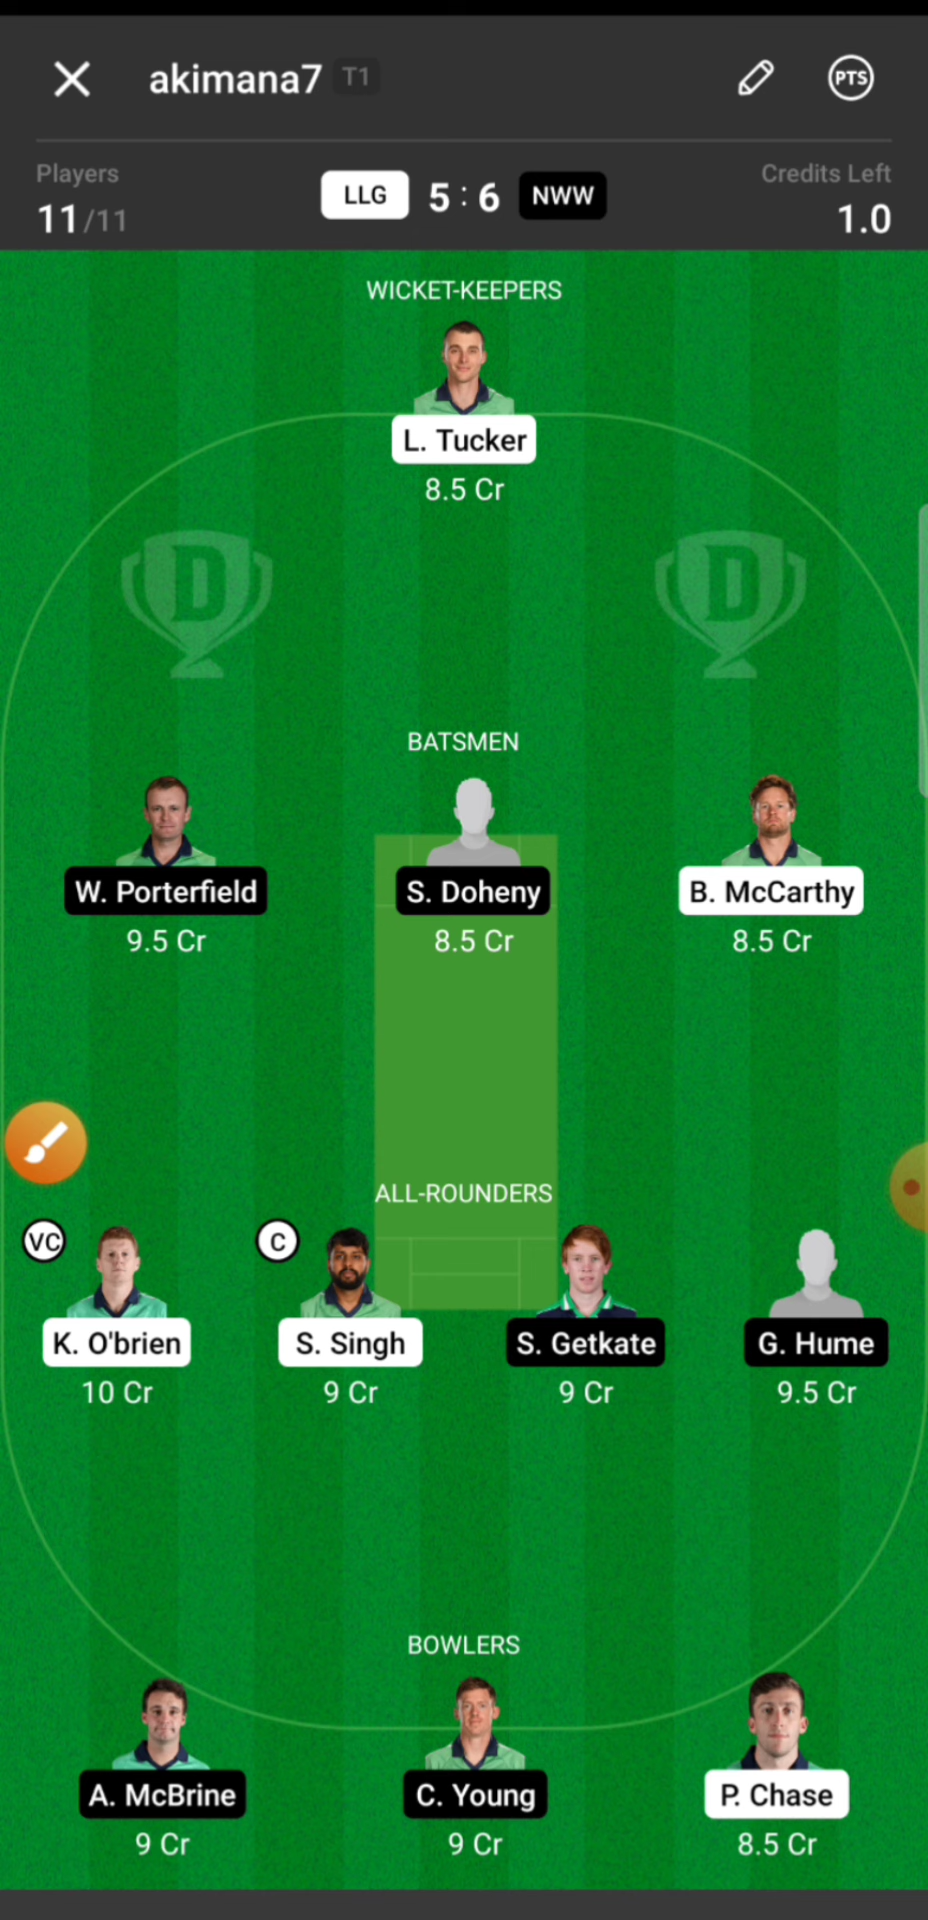 akimana7 T1 PTS
Players Credits Left
11/11 LLG 5 : 6 NWW 1.0
WICKET-KEEPERS
L. Tucker
8.5 Cr
D D
BATSMEN
W. Porterfield S. Doheny B. McCarthy
9.5 Cr 8.5 Cr 8.5 Cr
ALL-ROUNDERS
VC C
K. O'brien S. Singh S. Getkate G. Hume
10 Cr 9 Cr 9 Cr 9.5 Cr
BOWLERS
A. McBrine C. Young P. Chase
9 Cr 9 Cr 8.5 Cr